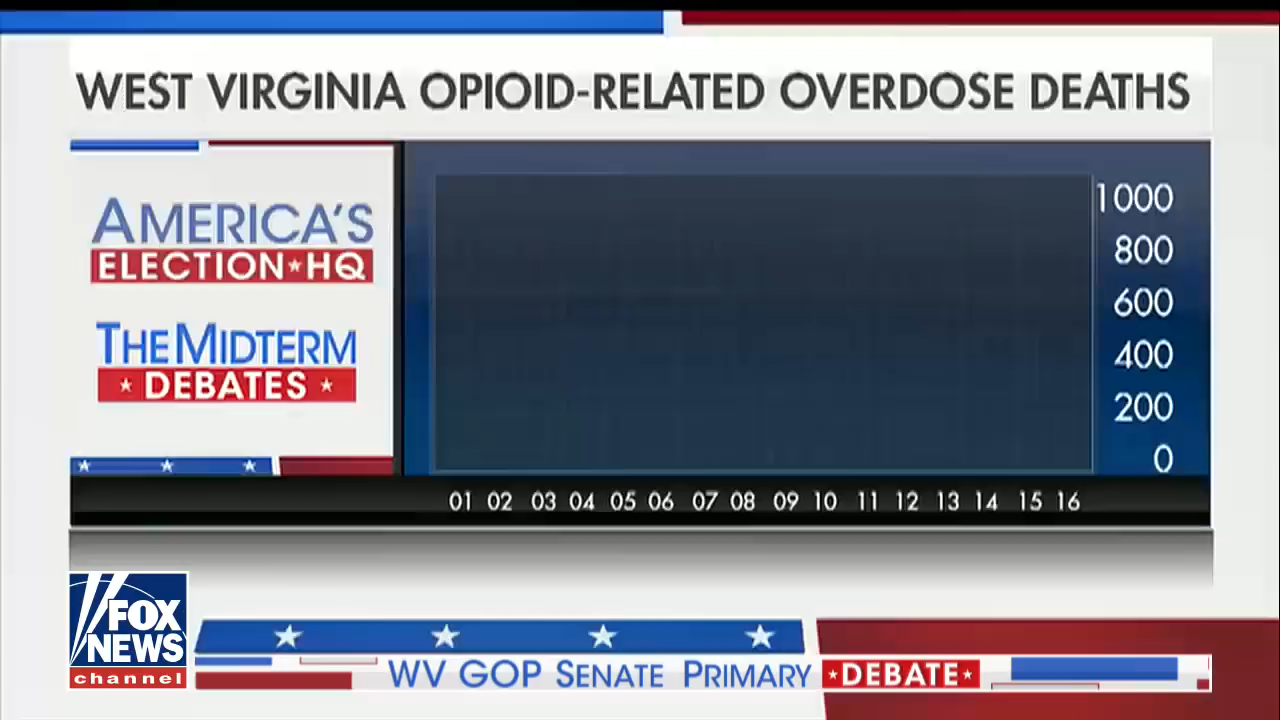 WEST VIRGINIA OPIOID-RELATED OVERDOSE DEATHS
AMERICA'S
ELECTION★HQ
THE MIDTERM
★ DEBATES ★
1000
800
600
400
200
0
01 02 03 04 05 06 07 08 09 10 11 12 13 14 15 16
FOX
NEWS
channel
WV GOP SENATE PRIMARY ★DEBATE★